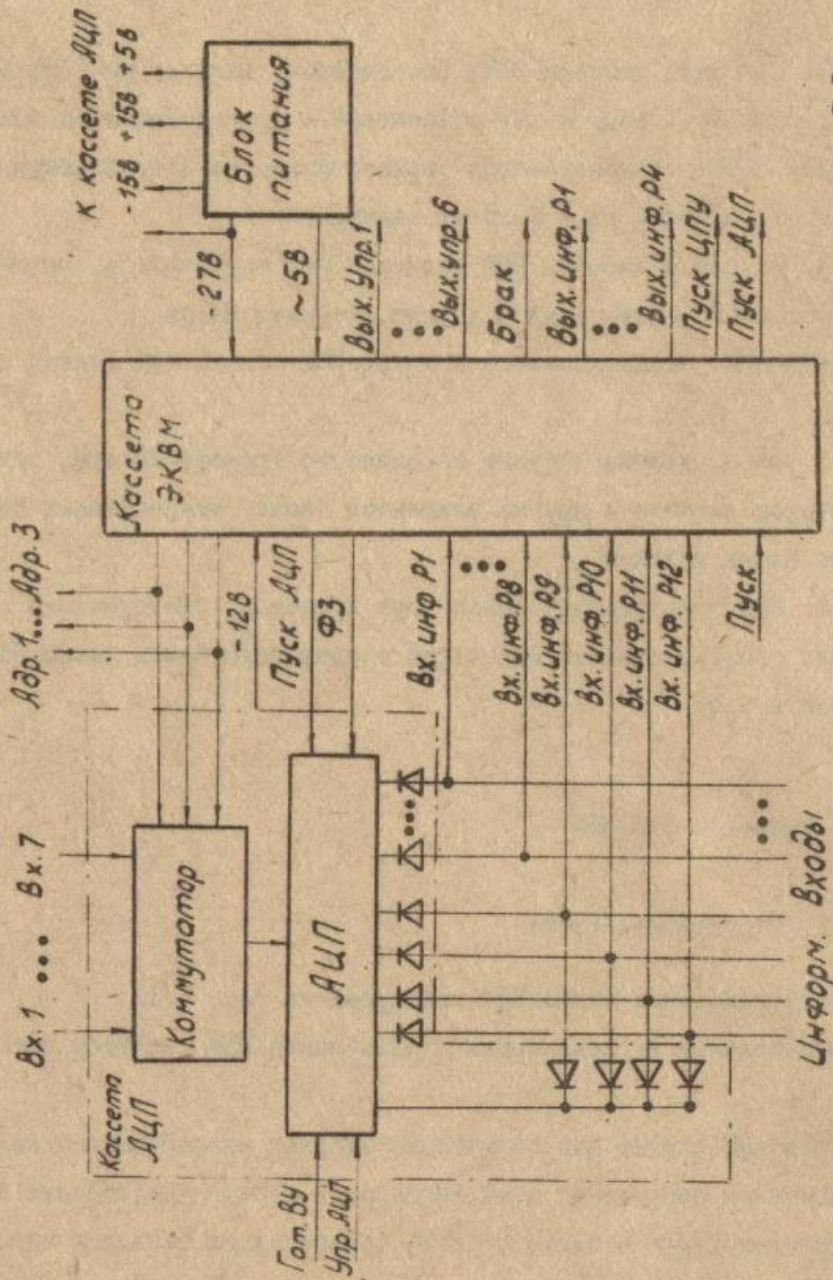 К кассете АЦП
-15В +15В +5В
Блок
питания
-27В
~5В
Вых. Упр.1
Вых. упр.6
Брак
Вых. инф. Р1
Вых. инф. Р4
Пуск ЦПУ
Пуск АЦП
Кассета
ЭКВМ
Адр. 1...Адр.3
-12В
Пуск АЦП
Ф3
Вх. инф Р1
Вх. инф. Р8
Вх. инф. Р9
Вх. инф. Р10
Вх. инф. Р11
Вх. инф. Р12
Пуск
Вх. 1 ... Вх. 7
Коммутатор
Кассета
АЦП
АЦП
Гот. ВУ
Упр. АЦП
Информ. входы